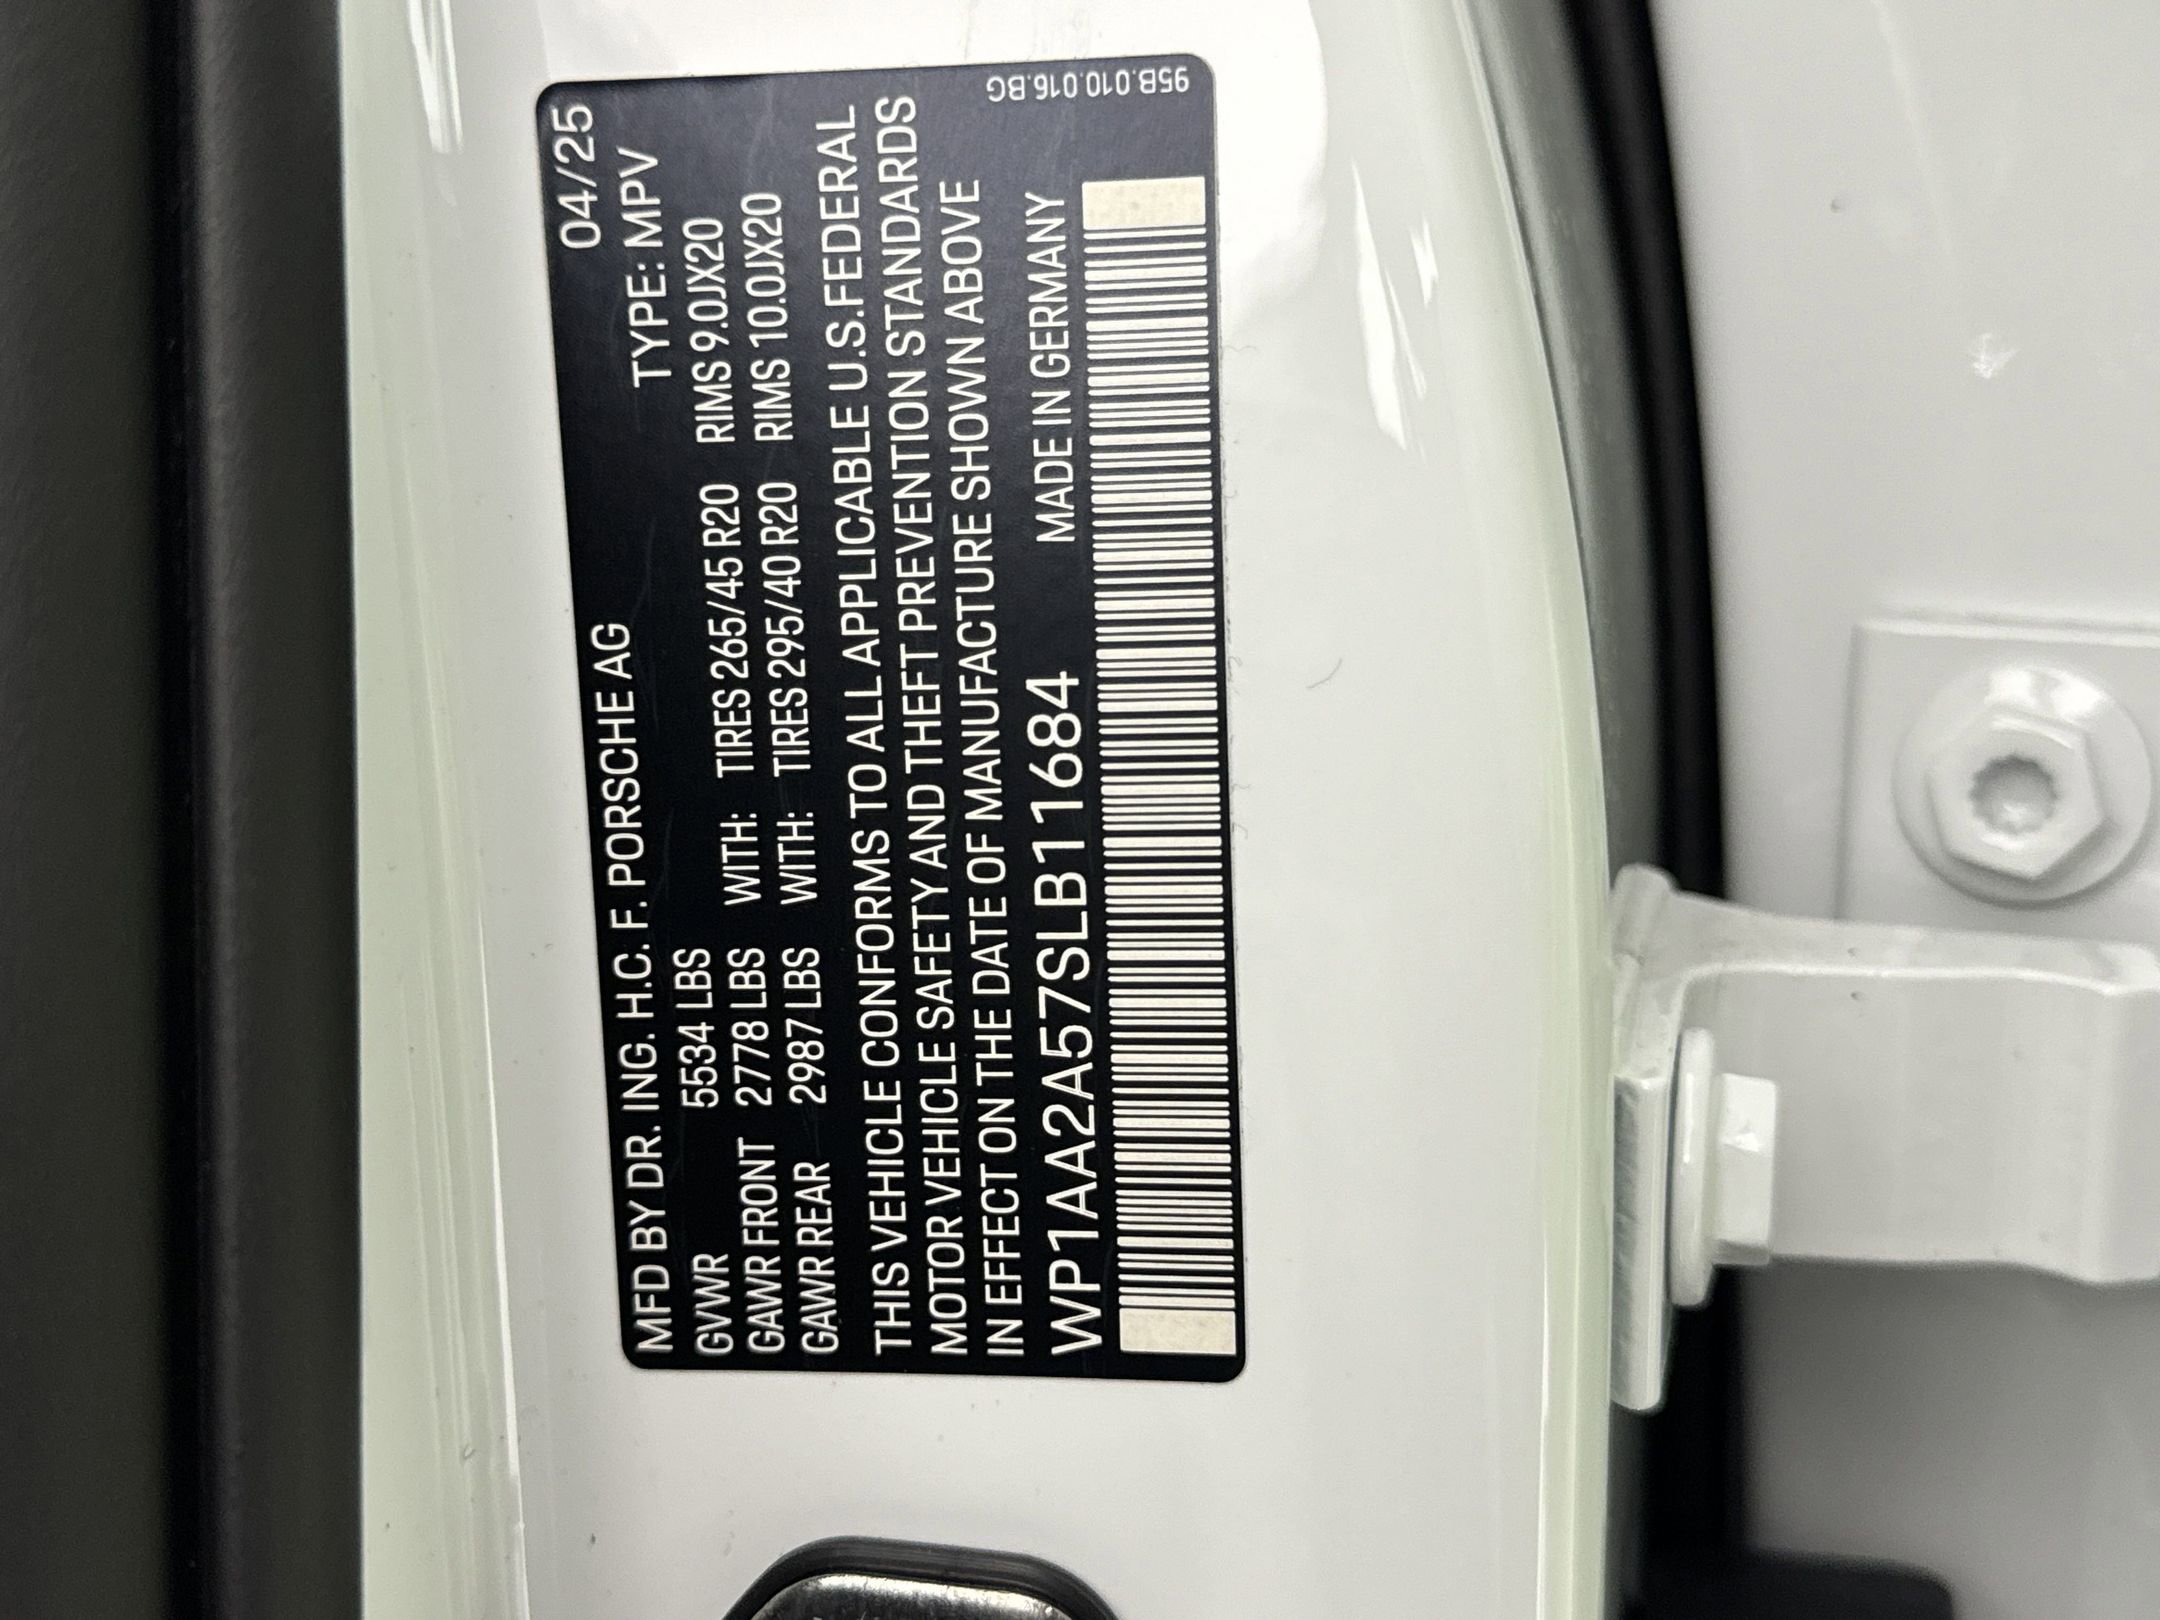 04/25
MFD BY DR. ING. H.C. F. PORSCHE AG TYPE: MPV
GVWR 5534 LBS WITH: TIRES 265/45 R20 RIMS 9.0JX20
GAWR FRONT 2778 LBS WITH: TIRES 295/40 R20 RIMS 10.0JX20
GAWR REAR 2987 LBS
THIS VEHICLE CONFORMS TO ALL APPLICABLE U.S.FEDERAL
MOTOR VEHICLE SAFETY AND THEFT PREVENTION STANDARDS
IN EFFECT ON THE DATE OF MANUFACTURE SHOWN ABOVE
WP1AA2A57SLB11684 MADE IN GERMANY
95B.010.016.BG